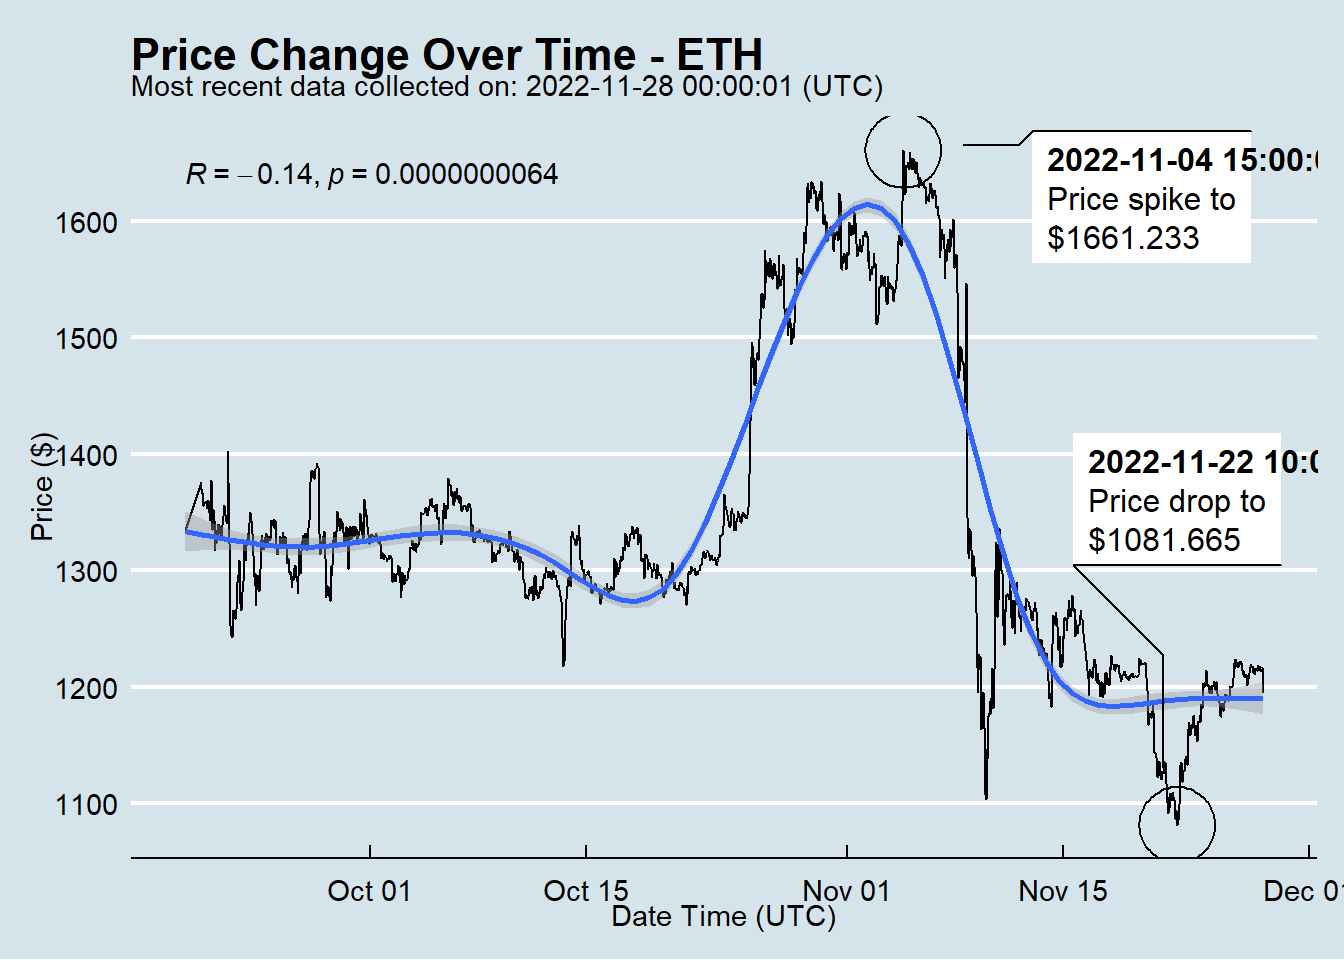 Price Change Over Time - ETH
Most recent data collected on: 2022-11-28 00:00:01 (UTC)
R = −0.14, p = 0.0000000064
2022-11-04 15:00:0
Price spike to
$1661.233
2022-11-22 10:0
Price drop to
$1081.665
Price ($)
1600
1500
1400
1300
1200
1100
Oct 01
Oct 15
Nov 01
Nov 15
Dec 01
Date Time (UTC)